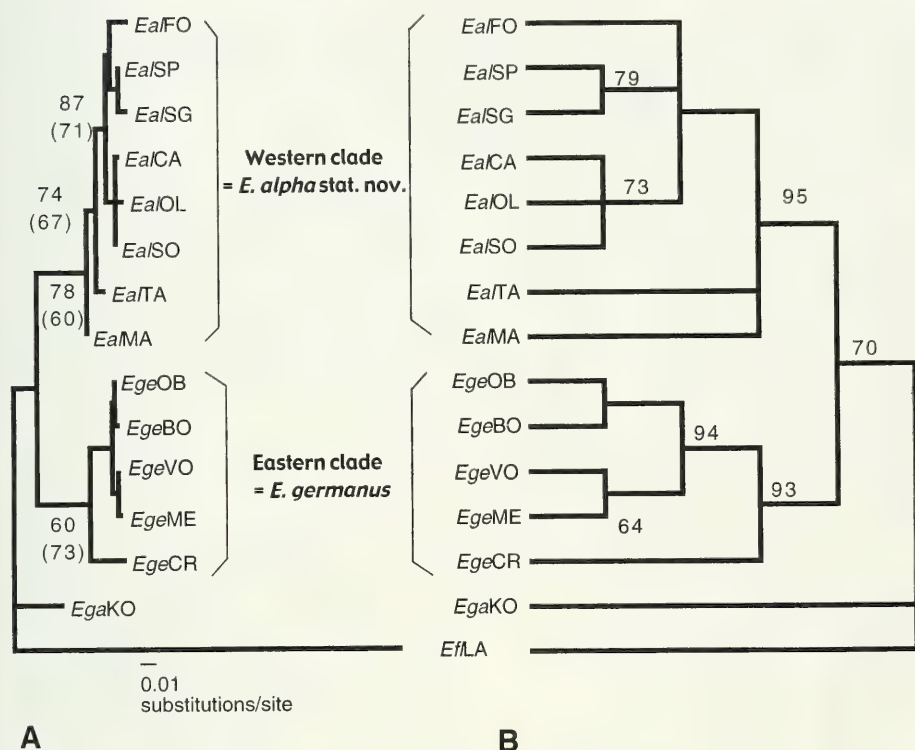 EalFO
EalSP
EalSG
EalCA
EalOL
EalSO
EalTA
EalMA
EgeOB
EgeBO
EgeVO
EgeME
EgeCR
EgaKO
87
(71)
74
(67)
78
(60)
60
(73)
0.01
substitutions/site
A
Western clade
= E. alpha stat. nov.
Eastern clade
= E. germanus
EalFO
EalSP
EalSG
EalCA
EalOL
EalSO
EalTA
EalMA
EgeOB
EgeBO
EgeVO
EgeME
EgeCR
EgaKO
EflLA
79
73
95
70
94
64
93
B